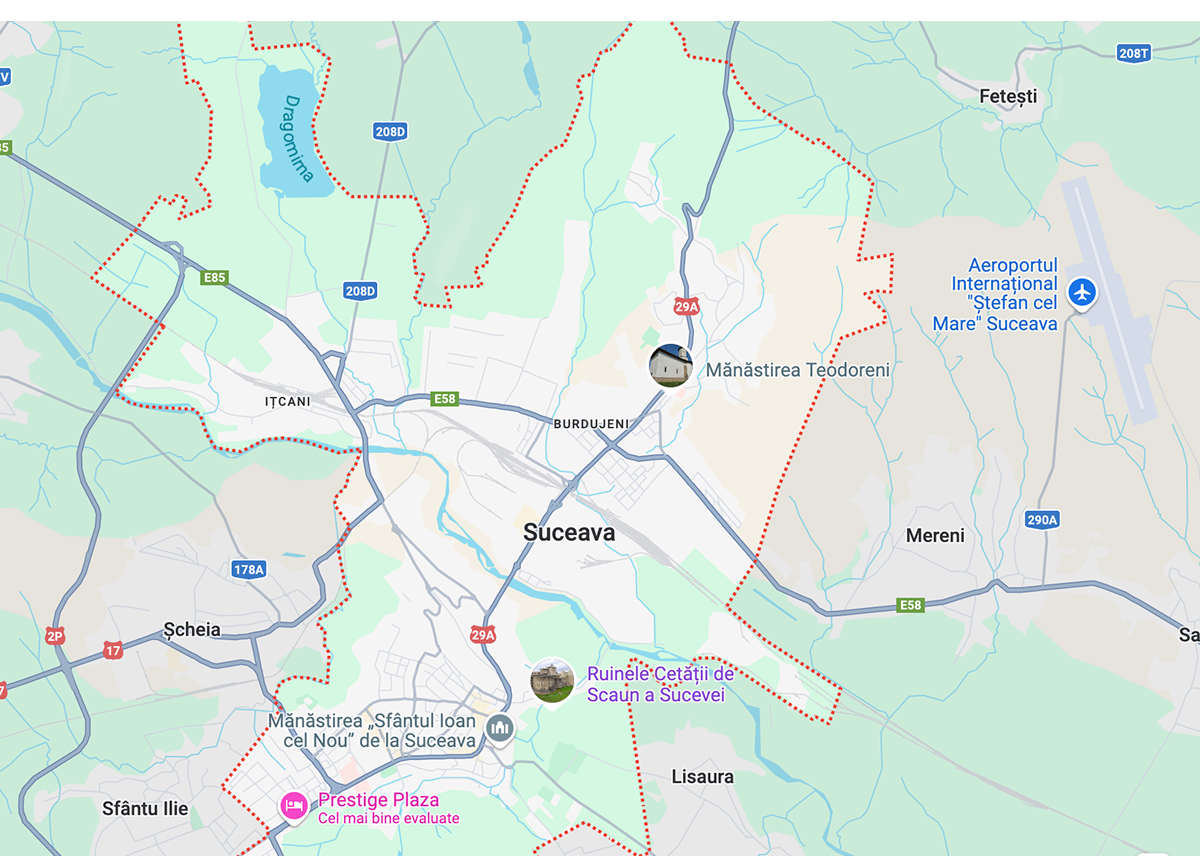 208T
Fetești
V
Dragomirna
208D
85
E85
208D
Aeroportul
Internațional
"Ștefan cel
Mare" Suceava
29A
Mănăstirea Teodoreni
IȚCANI
E58
BURDUJENI
Suceava
290A
Mereni
178A
E58
Șcheia
2P
29A
17
Sa
7
Ruinele Cetății de
Scaun a Sucevei
Mănăstirea „Sfântul Ioan
cel Nou” de la Suceava
Lisaura
Sfântu Ilie
Prestige Plaza
Cel mai bine evaluate